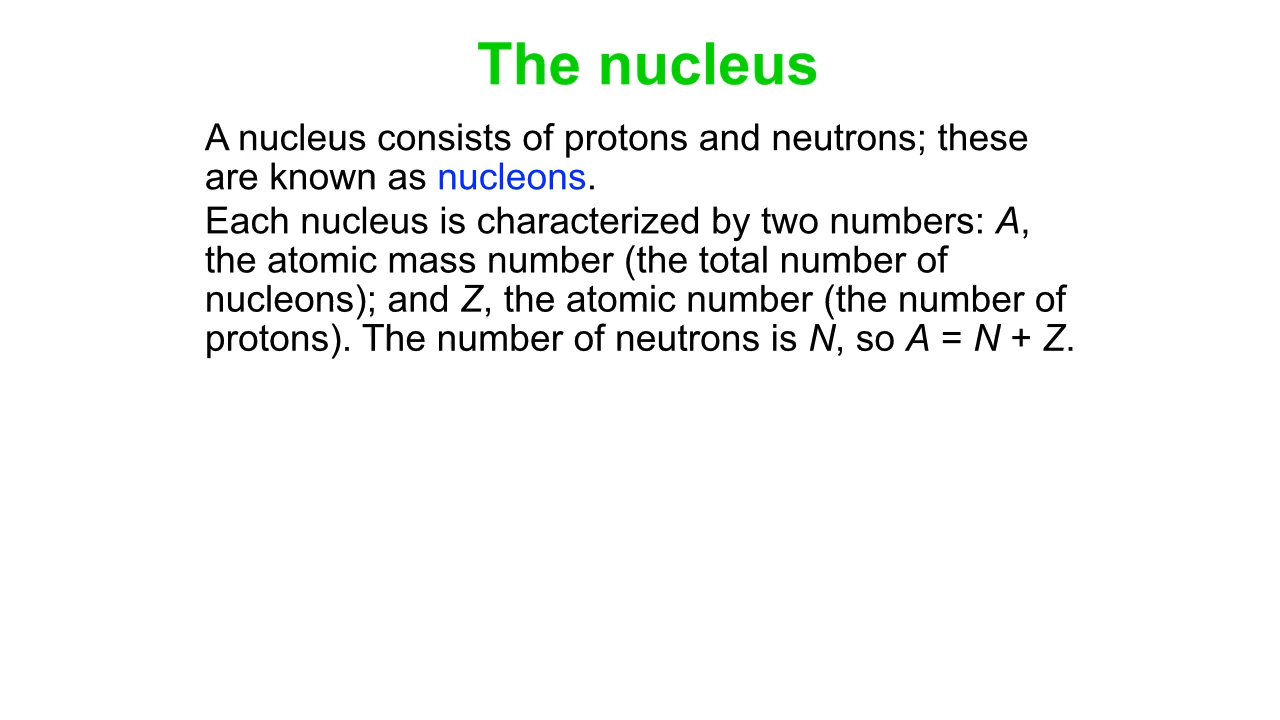 The nucleus
A nucleus consists of protons and neutrons; these
are known as nucleons.
Each nucleus is characterized by two numbers: A,
the atomic mass number (the total number of
nucleons); and Z, the atomic number (the number of
protons). The number of neutrons is N, so A = N + Z.